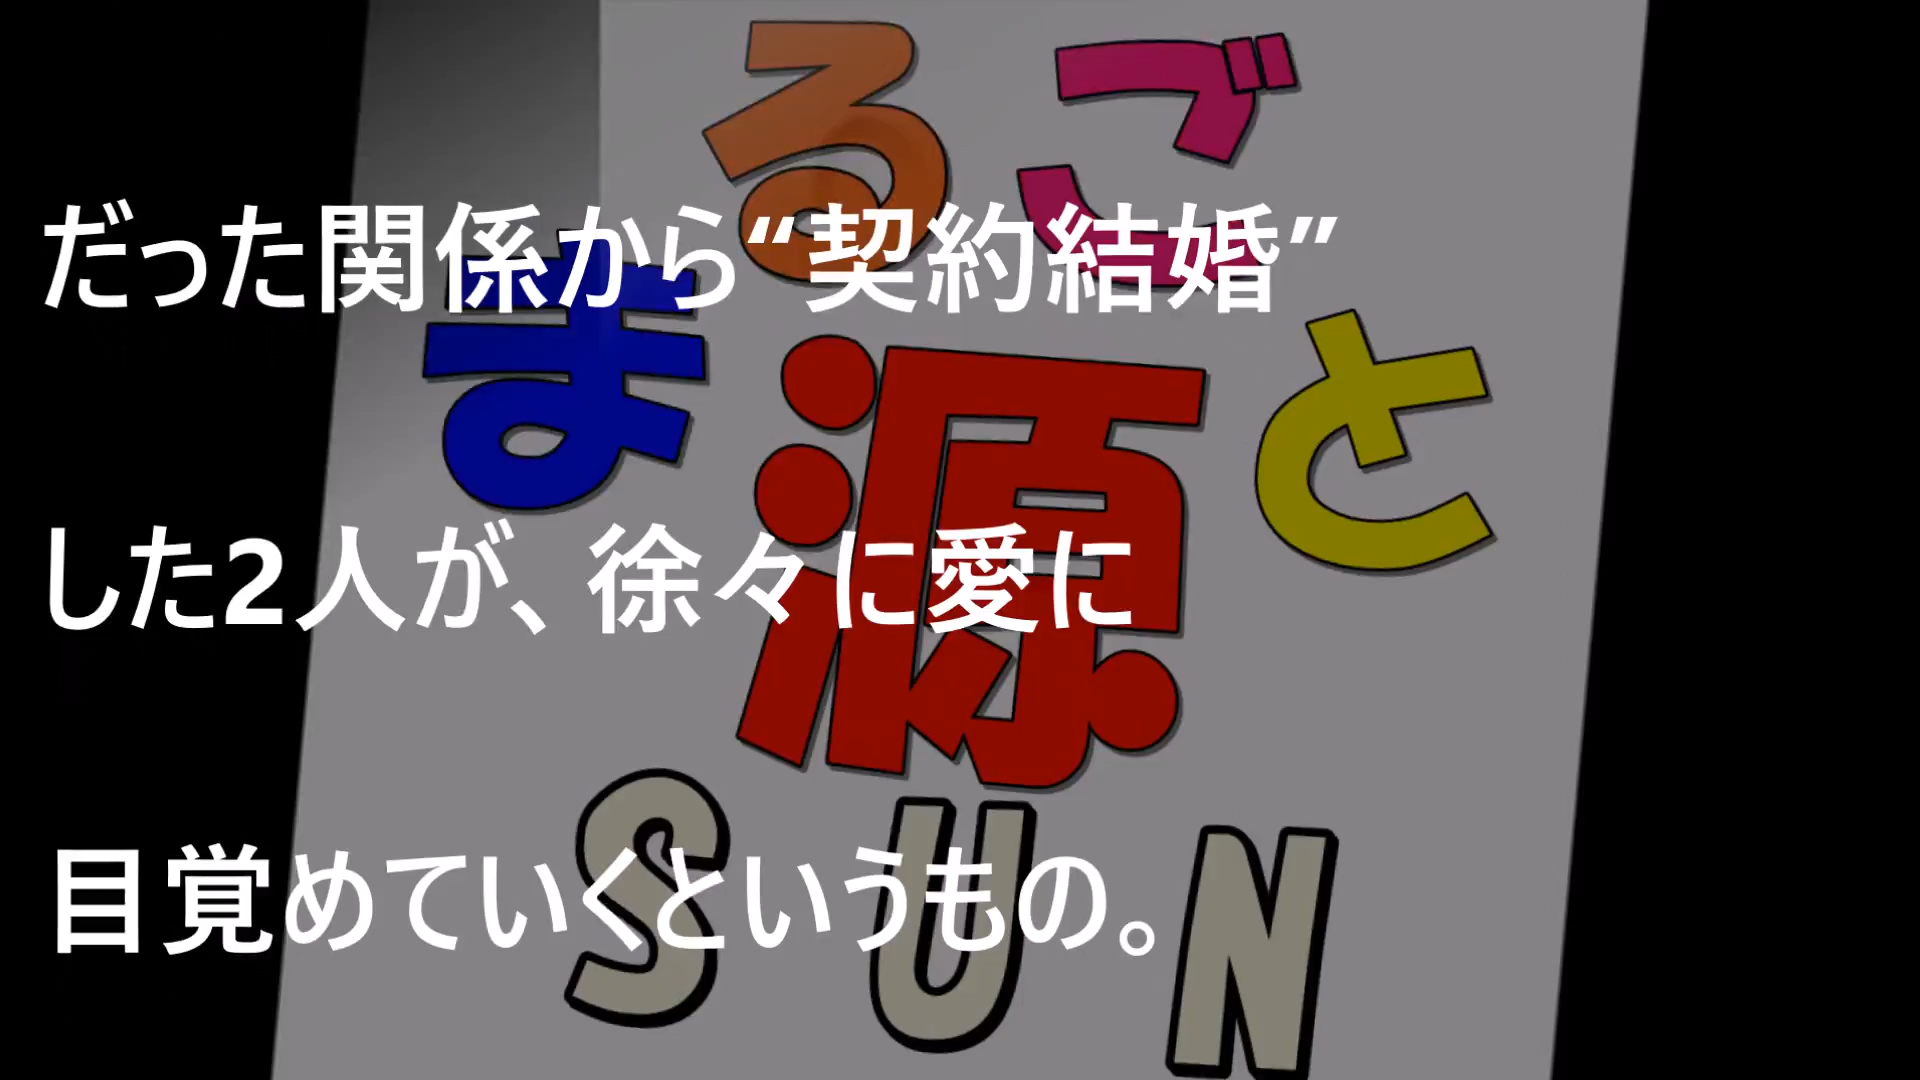 だった関係から“契約結婚”
した2人が、徐々に愛に
目覚めていくというもの。
まるごと
源
SUN